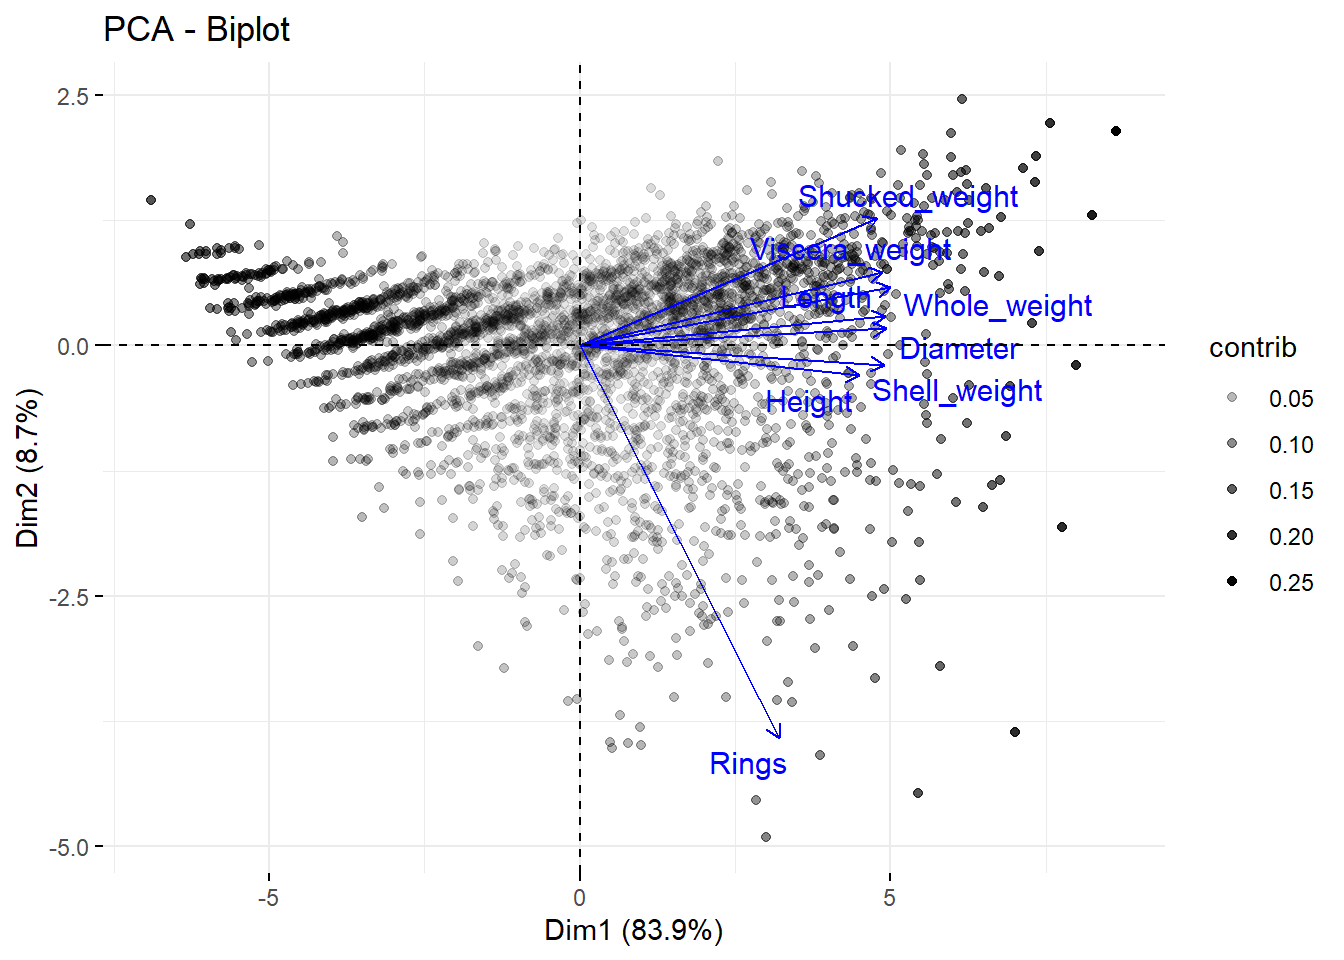 PCA - Biplot
2.5
Shucked_weight
Viscera_weight
Length
Whole_weight
0.0
Diameter
Shell_weight
Height
-2.5
Rings
-5.0
-5
0
5
Dim1 (83.9%)
Dim2 (8.7%)
contrib
0.05
0.10
0.15
0.20
0.25